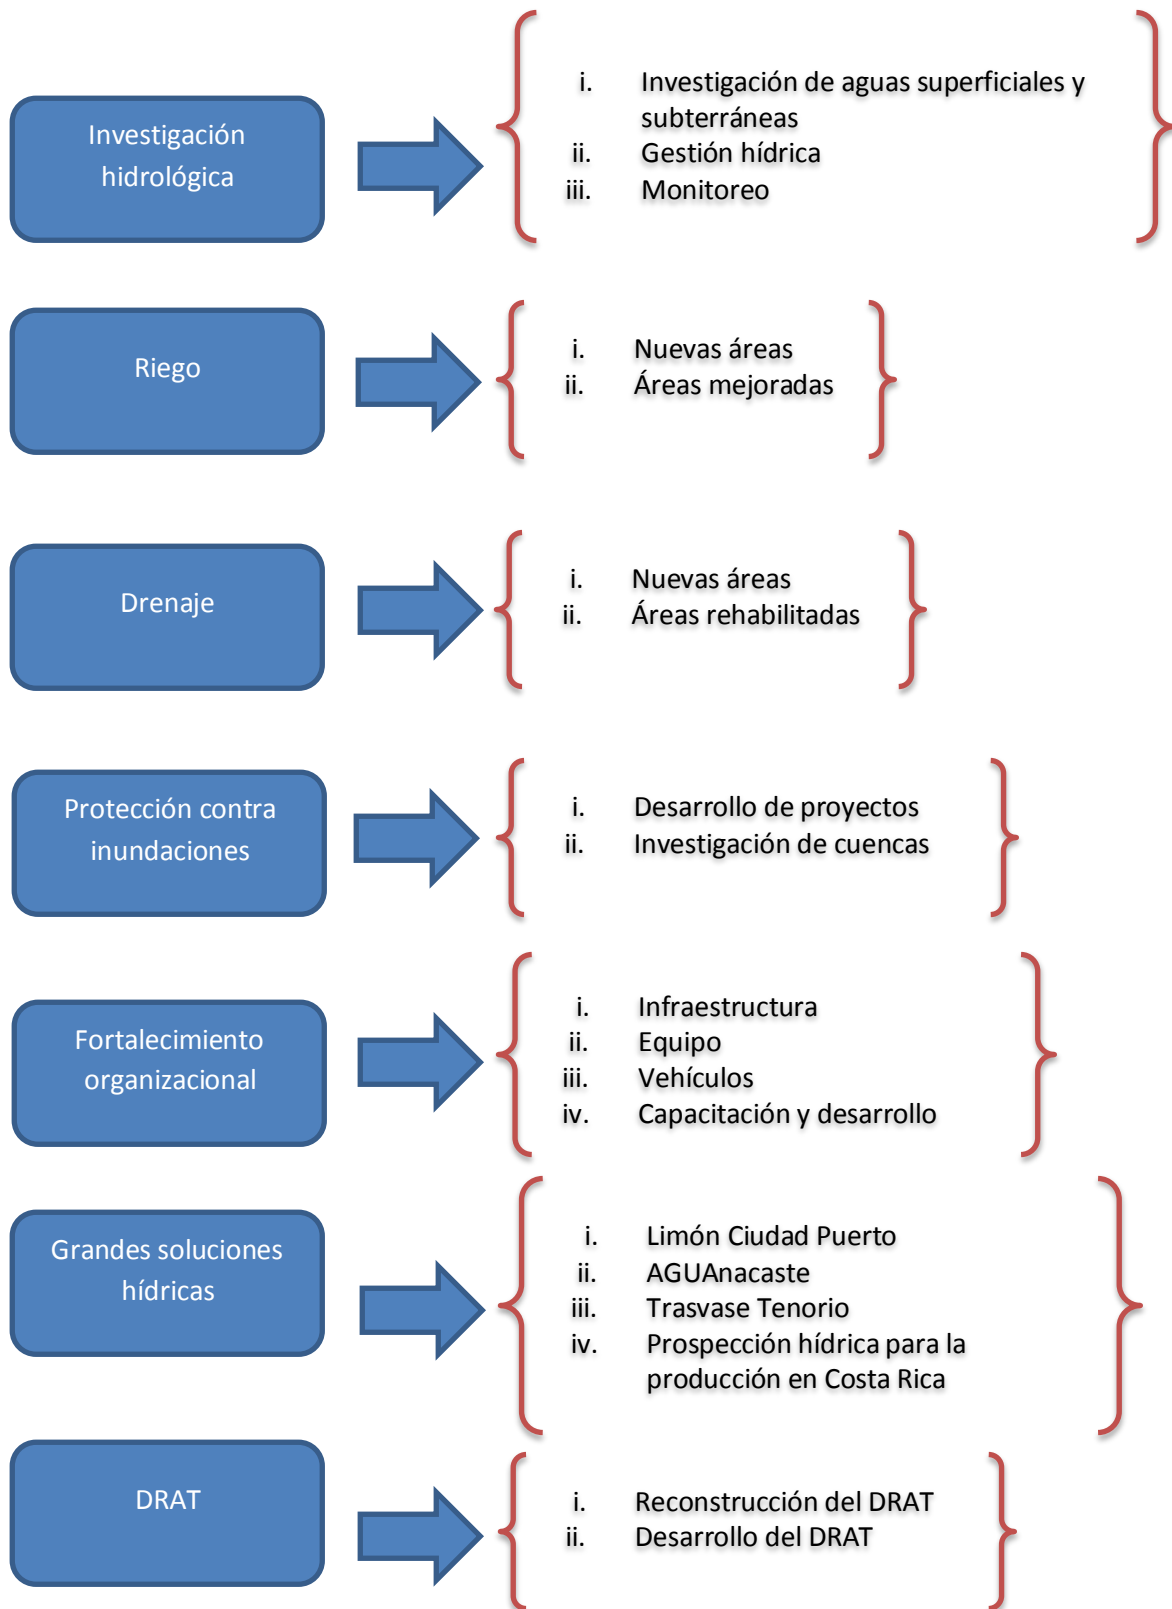 Investigación
hidrológica
i. Investigación de aguas superficiales y
subterráneas
ii. Gestión hídrica
iii. Monitoreo
Riego
i. Nuevas áreas
ii. Áreas mejoradas
Drenaje
i. Nuevas áreas
ii. Áreas rehabilitadas
Protección contra
inundaciones
i. Desarrollo de proyectos
ii. Investigación de cuencas
Fortalecimiento
organizacional
i. Infraestructura
ii. Equipo
iii. Vehículos
iv. Capacitación y desarrollo
Grandes soluciones
hídricas
i. Limón Ciudad Puerto
ii. AGUAnacaste
iii. Trasvase Tenorio
iv. Prospección hídrica para la
producción en Costa Rica
DRAT
i. Reconstrucción del DRAT
ii. Desarrollo del DRAT